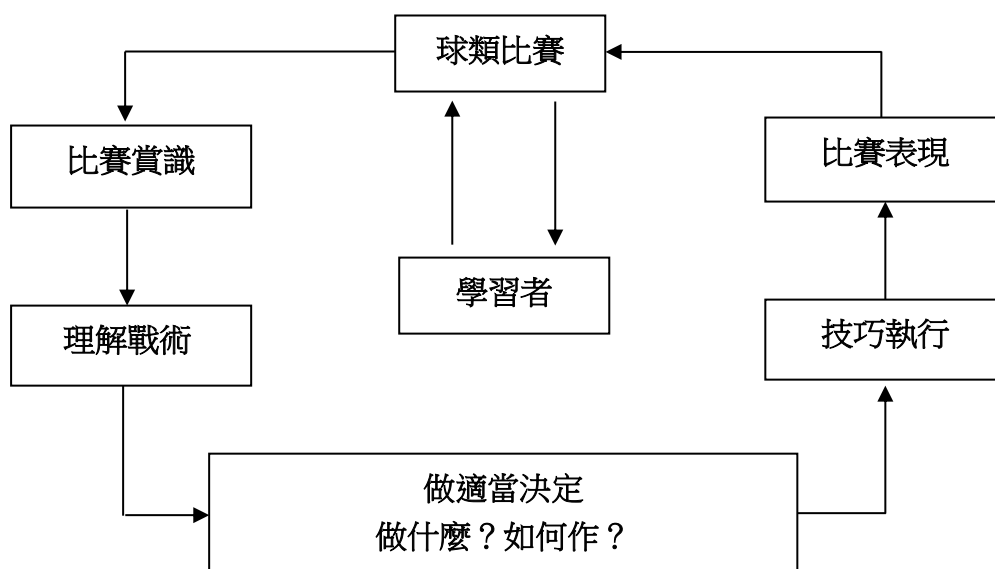 球類比賽
比賽賞識
比賽表現
學習者
理解戰術
技巧執行
做適當決定
做什麼？如何作？